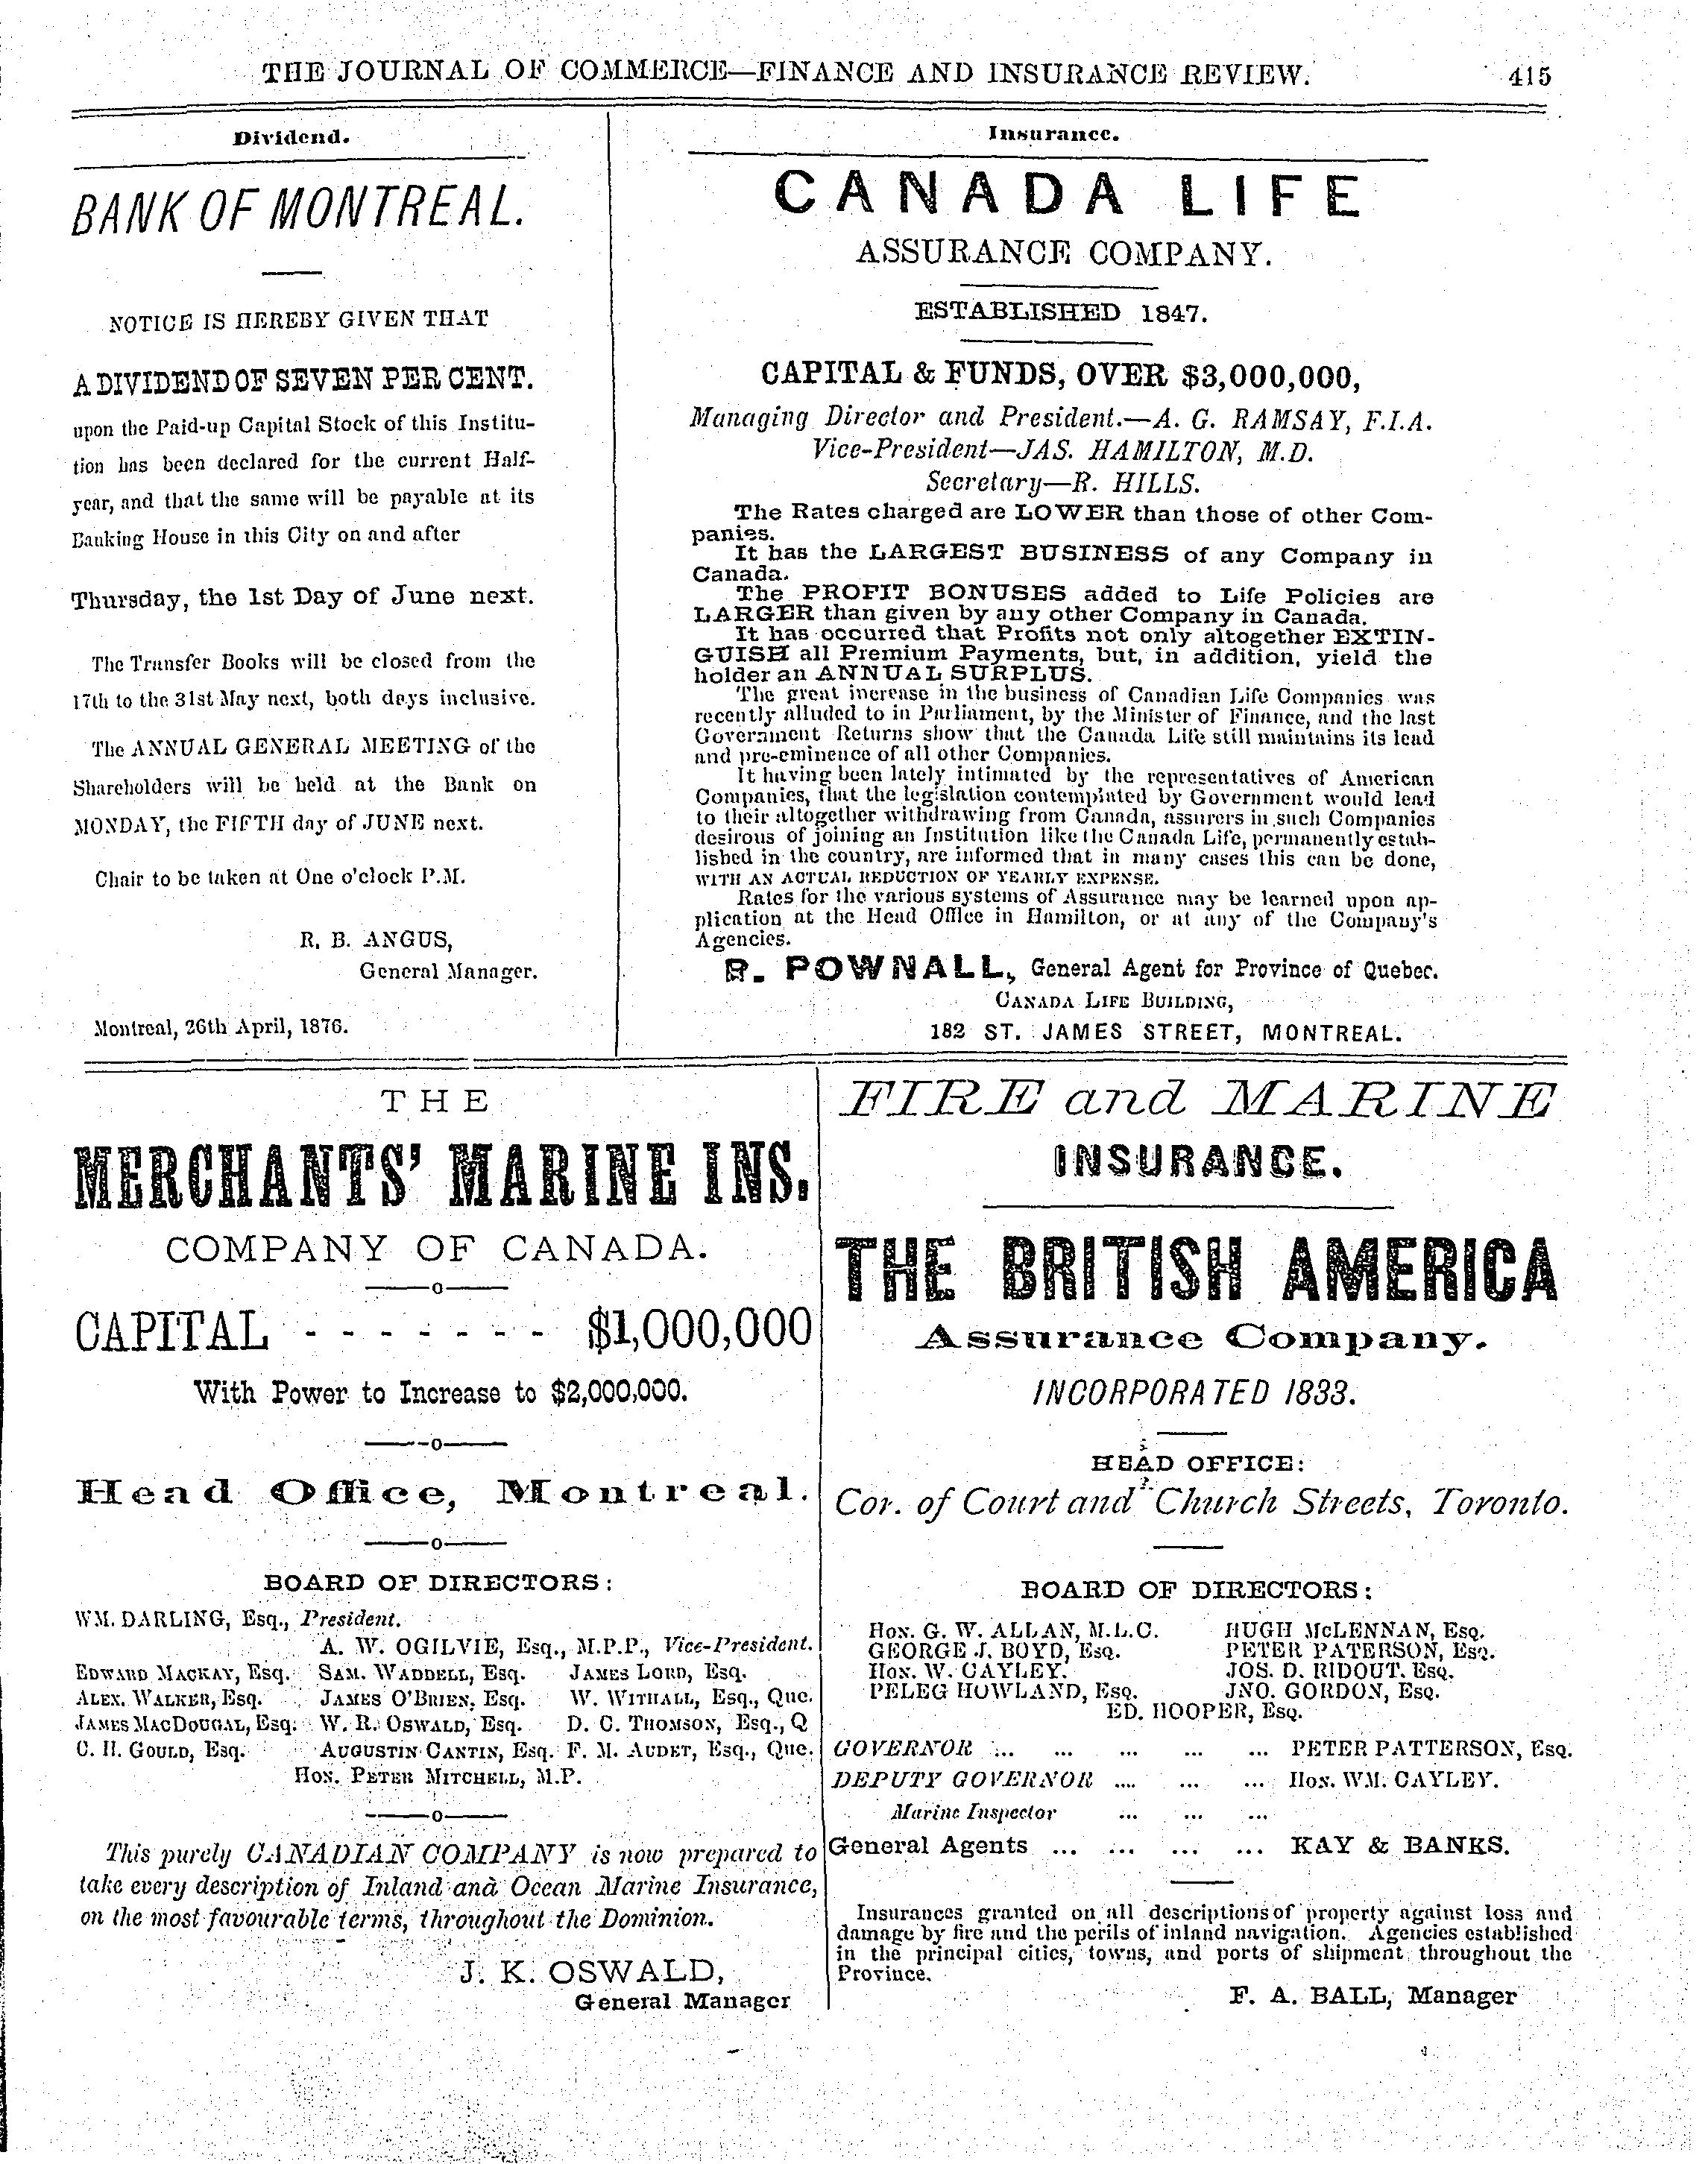 THE JOURNAL OF COMMERCE—FINANCE AND INSURANCE REVIEW. 415
Dividend.
BANK OF MONTREAL.
NOTICE IS HEREBY GIVEN THAT
A DIVIDEND OF SEVEN PER CENT.
upon the Paid-up Capital Stock of this Institu-
tion has been declared for the current Half-
year, and that the same will be payable at its
Banking House in this City on and after
Thursday, the 1st Day of June next.
The Transfer Books will be closed from the
17th to the 31st May next, both days inclusive.
The ANNUAL GENERAL MEETING of the
Shareholders will be held at the Bank on
MONDAY, the FIFTH day of JUNE next.
Chair to be taken at One o'clock P.M.
R. B. ANGUS,
General Manager.
Montreal, 26th April, 1876.
Insurance.
CANADA LIFE
ASSURANCE COMPANY.
ESTABLISHED 1847.
CAPITAL & FUNDS, OVER $3,000,000,
Managing Director and President.—A. G. RAMSAY, F.I.A.
Vice-President—JAS. HAMILTON, M.D.
Secretary—R. HILLS.
The Rates charged are LOWER than those of other Com-
panies.
It has the LARGEST BUSINESS of any Company in
Canada.
The PROFIT BONUSES added to Life Policies are
LARGER than given by any other Company in Canada.
It has occurred that Profits not only altogether EXTIN-
GUISH all Premium Payments, but, in addition, yield the
holder an ANNUAL SURPLUS.
The great increase in the business of Canadian Life Companies was
recently alluded to in Parliament, by the Minister of Finance, and the last
Government Returns show that the Canada Life still maintains its lead
and pre-eminence of all other Companies.
It having been lately intimated by the representatives of American
Companies, that the legislation contemplated by Government would lead
to their altogether withdrawing from Canada, assurers in such Companies
desirous of joining an Institution like the Canada Life, permanently estab-
lished in the country, are informed that in many cases this can be done,
WITH AN ACTUAL REDUCTION OF YEARLY EXPENSE.
Rates for the various systems of Assurance may be learned upon ap-
plication at the Head Office in Hamilton, or at any of the Company's
Agencies.
R. POWNALL, General Agent for Province of Quebec.
CANADA LIFE BUILDING,
182 ST. JAMES STREET, MONTREAL.
THE
MERCHANTS' MARINE INS.
COMPANY OF CANADA.
CAPITAL - - - - - - - $1,000,000
With Power to Increase to $2,000,000.
Head Office, Montreal.
BOARD OF DIRECTORS:
WM. DARLING, Esq., President.
A. W. OGILVIE, Esq., M.P.P., Vice-President.
EDWARD MACKAY, Esq. SAM. WADDELL, Esq. JAMES LORD, Esq.
ALEX. WALKER, Esq. JAMES O'BRIEN, Esq. W. WITHALL, Esq., Que.
JAMES MACDOUGAL, Esq. W. R. OSWALD, Esq. D. C. THOMSON, Esq., Q
C. H. GOULD, Esq. AUGUSTIN CANTIN, Esq. F. M. AUDET, Esq., Que.
HON. PETER MITCHELL, M.P.
This purely CANADIAN COMPANY is now prepared to
take every description of Inland and Ocean Marine Insurance,
on the most favourable terms, throughout the Dominion.
J. K. OSWALD,
General Manager
FIRE and MARINE
INSURANCE.
THE BRITISH AMERICA
Assurance Company.
INCORPORATED 1833.
HEAD OFFICE:
Cor. of Court and Church Streets, Toronto.
BOARD OF DIRECTORS:
HON. G. W. ALLAN, M.L.C. HUGH McLENNAN, Esq.
GEORGE J. BOYD, Esq. PETER PATERSON, Esq.
HON. W. CAYLEY. JOS. D. RIDOUT. Esq.
PELEG HOWLAND, Esq. JNO. GORDON, Esq.
ED. HOOPER, Esq.
GOVERNOR ... ... ... ... ... PETER PATTERSON, Esq.
DEPUTY GOVERNOR .... ... ... HON. WM. CAYLEY.
Marine Inspector ... ... ...
General Agents ... ... ... ... KAY & BANKS.
Insurances granted on all descriptions of property against loss and
damage by fire and the perils of inland navigation. Agencies established
in the principal cities, towns, and ports of shipment throughout the
Province.
F. A. BALL, Manager